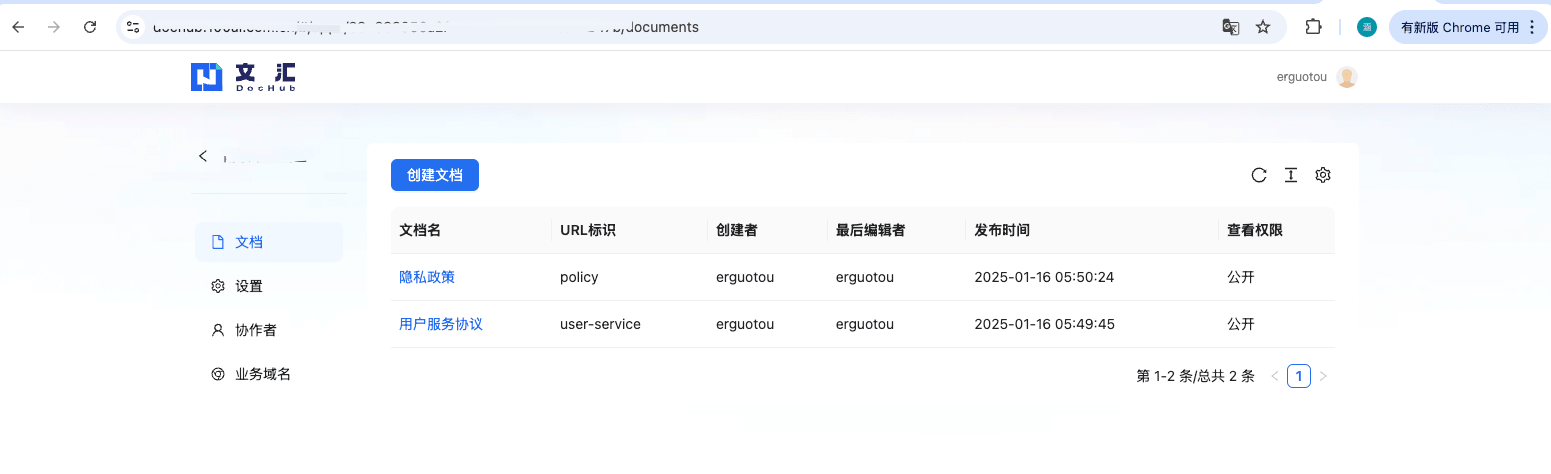 documents
涵
有新版 Chrome 可用
文 汇
DocHub
erguotou
创建文档
文档名 URL标识 创建者 最后编辑者 发布时间 查看权限
文档
隐私政策 policy erguotou erguotou 2025-01-16 05:50:24 公开
设置
用户服务协议 user-service erguotou erguotou 2025-01-16 05:49:45 公开
协作者
业务域名
第 1-2 条/总共 2 条 1